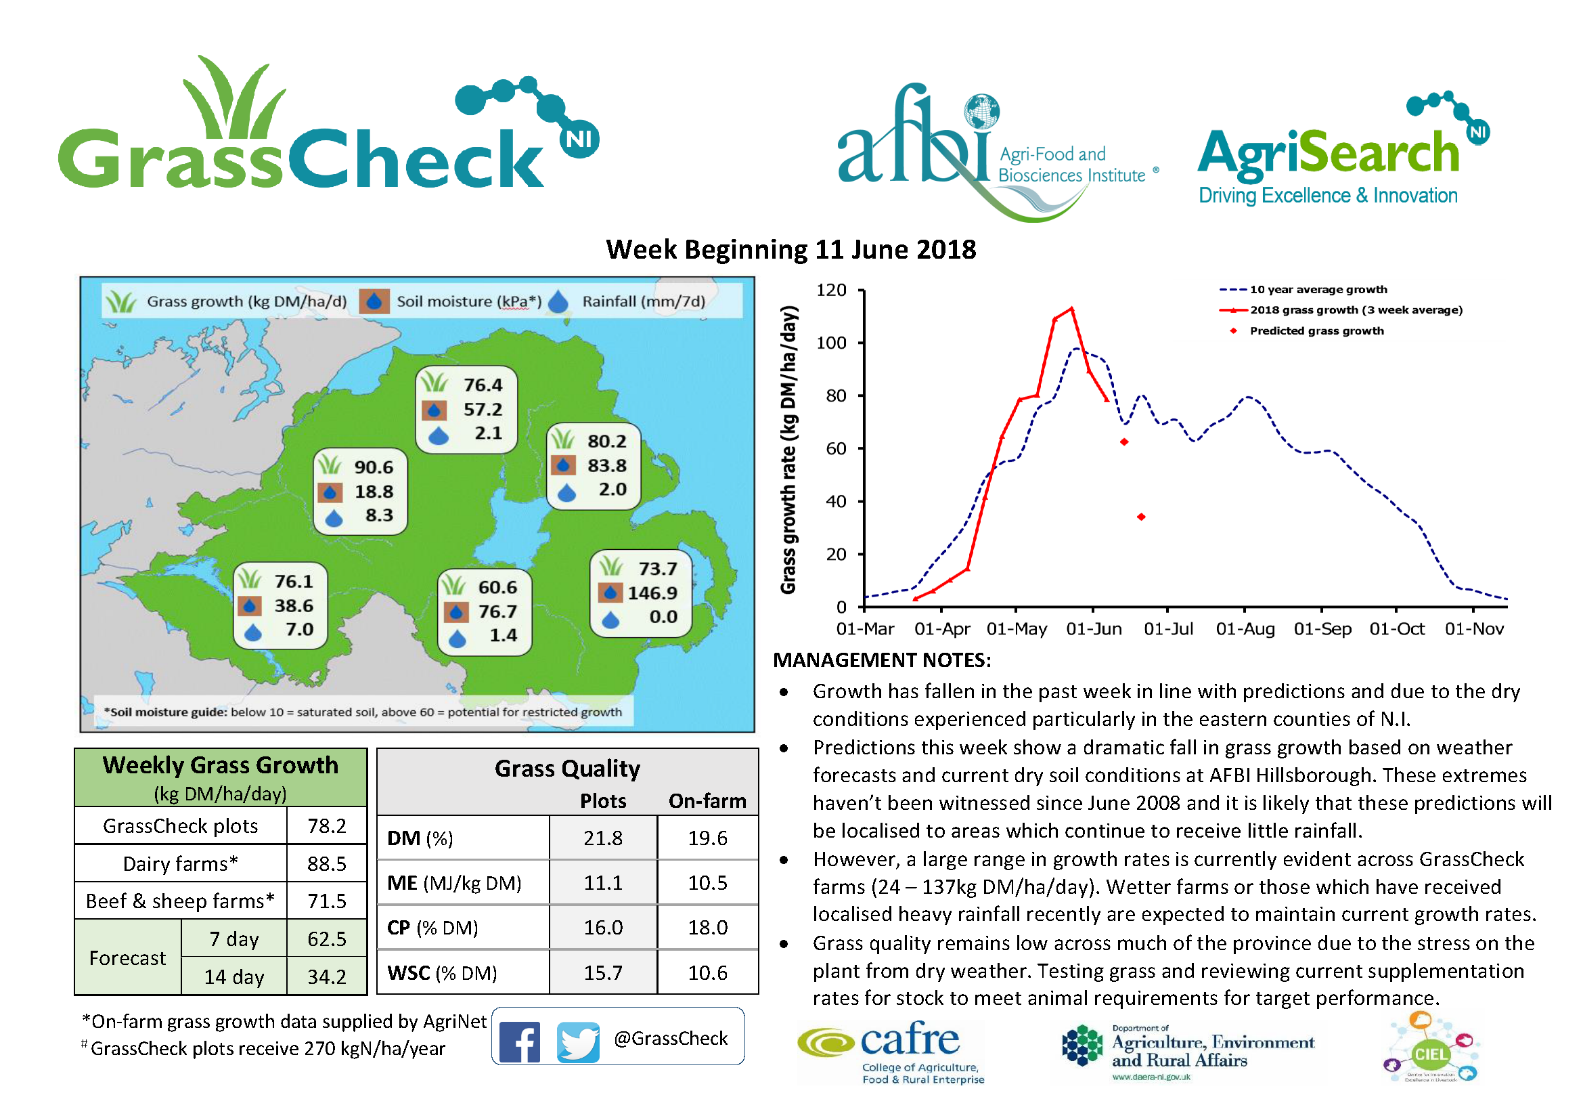 GrassCheck NI
afbi
Agri-Food and
Biosciences Institute ®
AgriSearch NI
Driving Excellence & Innovation
Week Beginning 11 June 2018
Grass growth (kg DM/ha/d) Soil moisture (kPa*) Rainfall (mm/7d)
76.4
57.2
2.1
80.2
83.8
2.0
90.6
18.8
8.3
76.1
38.6
7.0
60.6
76.7
1.4
73.7
146.9
0.0
*Soil moisture guide: below 10 = saturated soil, above 60 = potential for restricted growth
Grass growth rate (kg DM/ha/day)
120
100
80
60
40
20
0
01-Mar 01-Apr 01-May 01-Jun 01-Jul 01-Aug 01-Sep 01-Oct 01-Nov
10 year average growth
2018 grass growth (3 week average)
Predicted grass growth
Weekly Grass Growth
(kg DM/ha/day)
GrassCheck plots 78.2
Dairy farms* 88.5
Beef & sheep farms* 71.5
Forecast
7 day 62.5
14 day 34.2
Grass Quality
Plots On-farm
DM (%) 21.8 19.6
ME (MJ/kg DM) 11.1 10.5
CP (% DM) 16.0 18.0
WSC (% DM) 15.7 10.6
*On-farm grass growth data supplied by AgriNet
# GrassCheck plots receive 270 kgN/ha/year
@GrassCheck
MANAGEMENT NOTES:
• Growth has fallen in the past week in line with predictions and due to the dry
conditions experienced particularly in the eastern counties of N.I.
• Predictions this week show a dramatic fall in grass growth based on weather
forecasts and current dry soil conditions at AFBI Hillsborough. These extremes
haven't been witnessed since June 2008 and it is likely that these predictions will
be localised to areas which continue to receive little rainfall.
• However, a large range in growth rates is currently evident across GrassCheck
farms (24 – 137kg DM/ha/day). Wetter farms or those which have received
localised heavy rainfall recently are expected to maintain current growth rates.
• Grass quality remains low across much of the province due to the stress on the
plant from dry weather. Testing grass and reviewing current supplementation
rates for stock to meet animal requirements for target performance.
cafre
College of Agriculture,
Food & Rural Enterprise
Department of
Agriculture, Environment
and Rural Affairs
www.daera-ni.gov.uk
CIEL